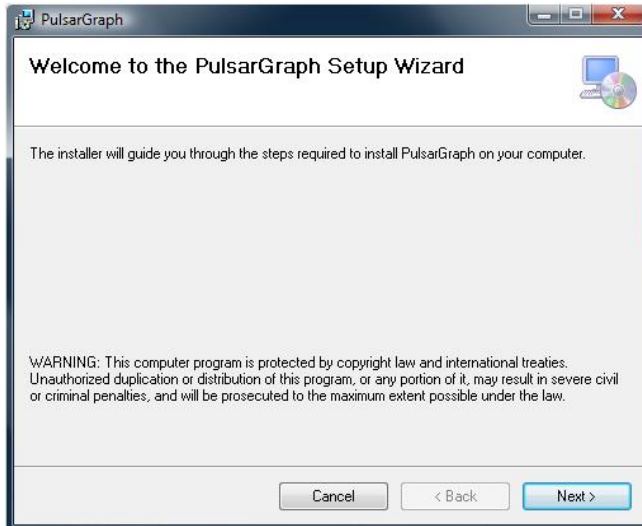 PulsarGraph
Welcome to the PulsarGraph Setup Wizard
The installer will guide you through the steps required to install PulsarGraph on your computer.
WARNING: This computer program is protected by copyright law and international treaties.
Unauthorized duplication or distribution of this program, or any portion of it, may result in severe civil
or criminal penalties, and will be prosecuted to the maximum extent possible under the law.
Cancel
< Back
Next >